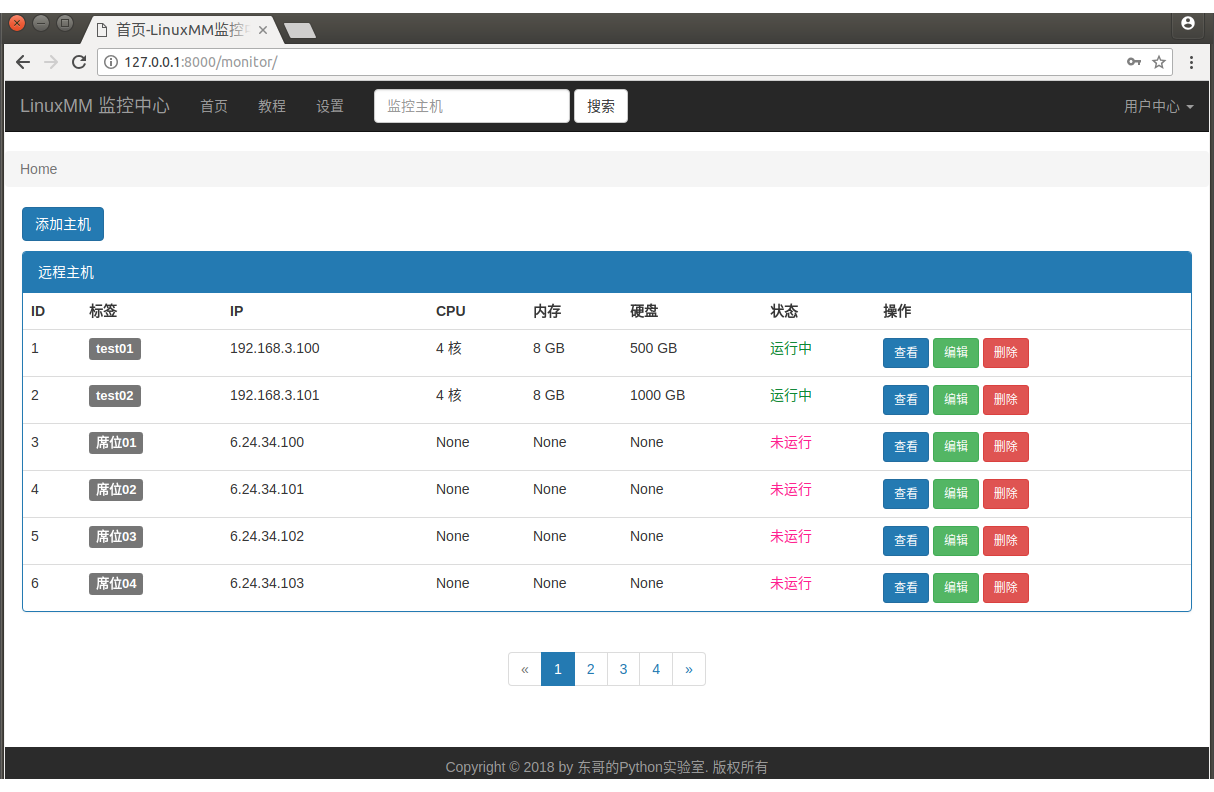 首页-LinuxMM监控
127.0.0.1:8000/monitor/
LinuxMM 监控中心 首页 教程 设置 监控主机 搜索 用户中心
Home
添加主机
远程主机
ID 标签 IP CPU 内存 硬盘 状态 操作
1 test01 192.168.3.100 4 核 8 GB 500 GB 运行中 查看 编辑 删除
2 test02 192.168.3.101 4 核 8 GB 1000 GB 运行中 查看 编辑 删除
3 席位01 6.24.34.100 None None None 未运行 查看 编辑 删除
4 席位02 6.24.34.101 None None None 未运行 查看 编辑 删除
5 席位03 6.24.34.102 None None None 未运行 查看 编辑 删除
6 席位04 6.24.34.103 None None None 未运行 查看 编辑 删除
« 1 2 3 4 »
Copyright © 2018 by 东哥的Python实验室. 版权所有